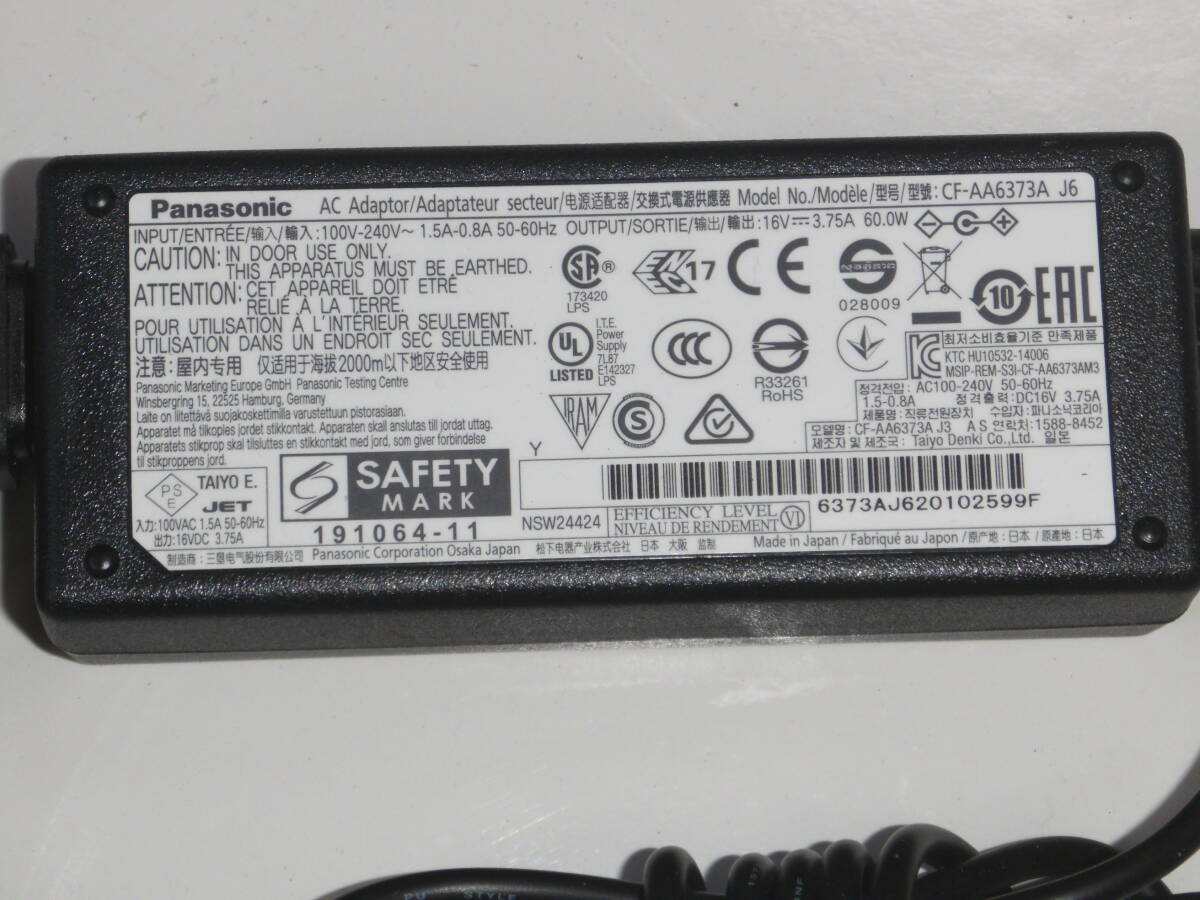 Panasonic AC Adaptor/Adaptateur secteur/电源适配器/交換式電源供應器 Model No./Modèle/型号/型號: CF-AA6373A J6
INPUT/ENTRÉE/输入/輸入:100V-240V～ 1.5A-0.8A 50-60Hz OUTPUT/SORTIE/输出/輸出:16V⎓3.75A 60.0W
CAUTION: IN DOOR USE ONLY.
THIS APPARATUS MUST BE EARTHED.
ATTENTION: CET APPAREIL DOIT ETRÉ
RELIÉ À LA TERRE.
POUR UTILISATION À L'INTÉRIEUR SEULEMENT.
UTILISATION DANS UN ENDROIT SEC SEULEMENT.
注意：屋内专用 仅适用于海拔2000m以下地区安全使用
Panasonic Marketing Europe GmbH Panasonic Testing Centre
Winsbergring 15, 22525 Hamburg, Germany
Laite on liitettävä suojakoskettimilla varustettuun pistorasiaan.
Apparatet må tilkoples jordet stikkontakt. Apparaten skall anslutas till jordat uttag.
Apparatets stikprop skal tilsluttes en stikkontakt med jord, som giver forbindelse
til stikproppens jord.
SA ®
173420
LPS
ENEC 17
CE
028009
10
EAC
UL
LISTED
I.T.E.
Power
Supply
7L87
E142327
LPS
CCC
R33261
RoHS
최저소비효율기준 만족제품
KTC HU10532-14006
MSIP-REM-S3I-CF-AA6373AM3
정격전압: AC100-240V 50-60Hz
1.5-0.8A 정격출력:DC16V 3.75A
제품명: 직류전원장치 수입자:파나소닉코리아
모델명:CF-AA6373A J3 A S 연락처:1588-8452
제조자 및 제조국: Taiyo Denki Co.,Ltd. 일본
IRAM
S
Y
PS
E
TAIYO E.
JET
入力:100VAC 1.5A 50-60Hz
出力:16VDC 3.75A
SAFETY
MARK
191064-11
NSW24424
EFFICIENCY LEVEL
NIVEAU DE RENDEMENT
VI
6373AJ620102599F
制造商：三垦电气股份有限公司 Panasonic Corporation Osaka Japan 松下电器产业株式会社 日本 大阪 监制 Made in Japan / Fabriqué au Japon /原产地：日本 /原產地：日本
PU STYLE